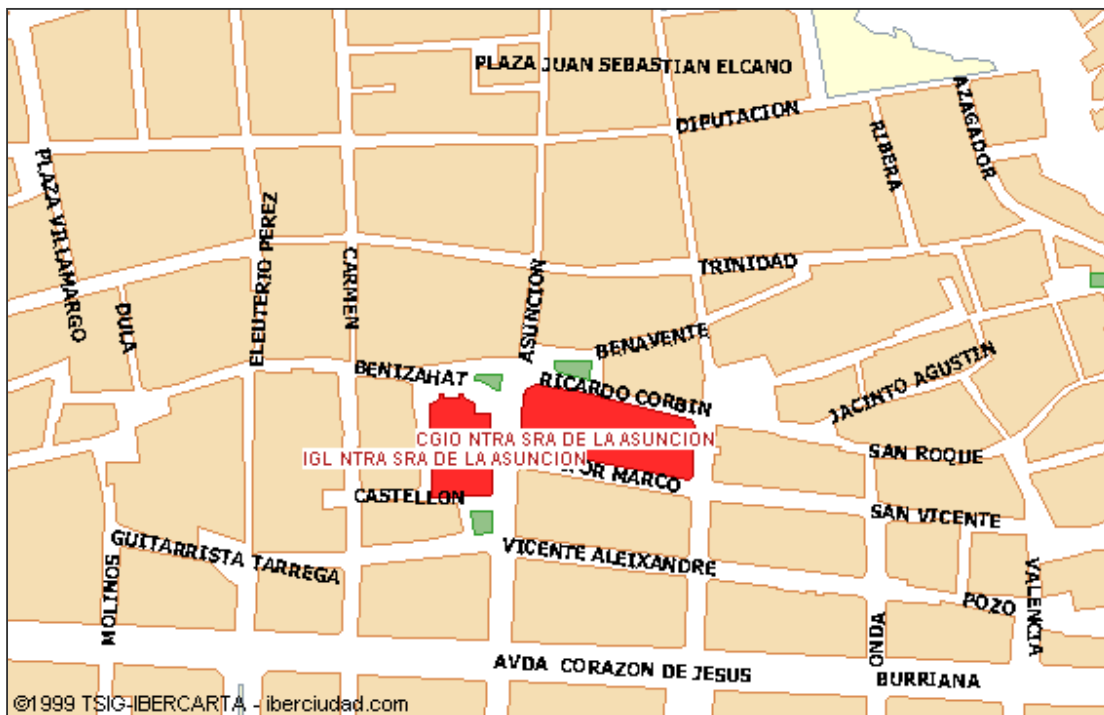 PLAZA JUAN SEBASTIAN ELCANO
DIPUTACION
AZAGADOR
RIBERA
PLAZA VILLAMARGO
ELEUTERIO PEREZ
CARMEN
ASUNCION
TRINIDAD
DULA
BENAVENTE
BENIZAHAT
RICARDO CORBIN
JACINTO AGUSTIN
CGIO NTRA SRA DE LA ASUNCION
SAN ROQUE
IGL NTRA SRA DE LA ASUNCION
MARCO
CASTELLON
SAN VICENTE
GUITARRISTA TARREGA
VICENTE ALEIXANDRE
MOLINOS
VALENCIA
POZO
ONDA
AVDA CORAZON DE JESUS
BURRIANA
©1999 TSIG-IBERCARTA - iberciudad.com